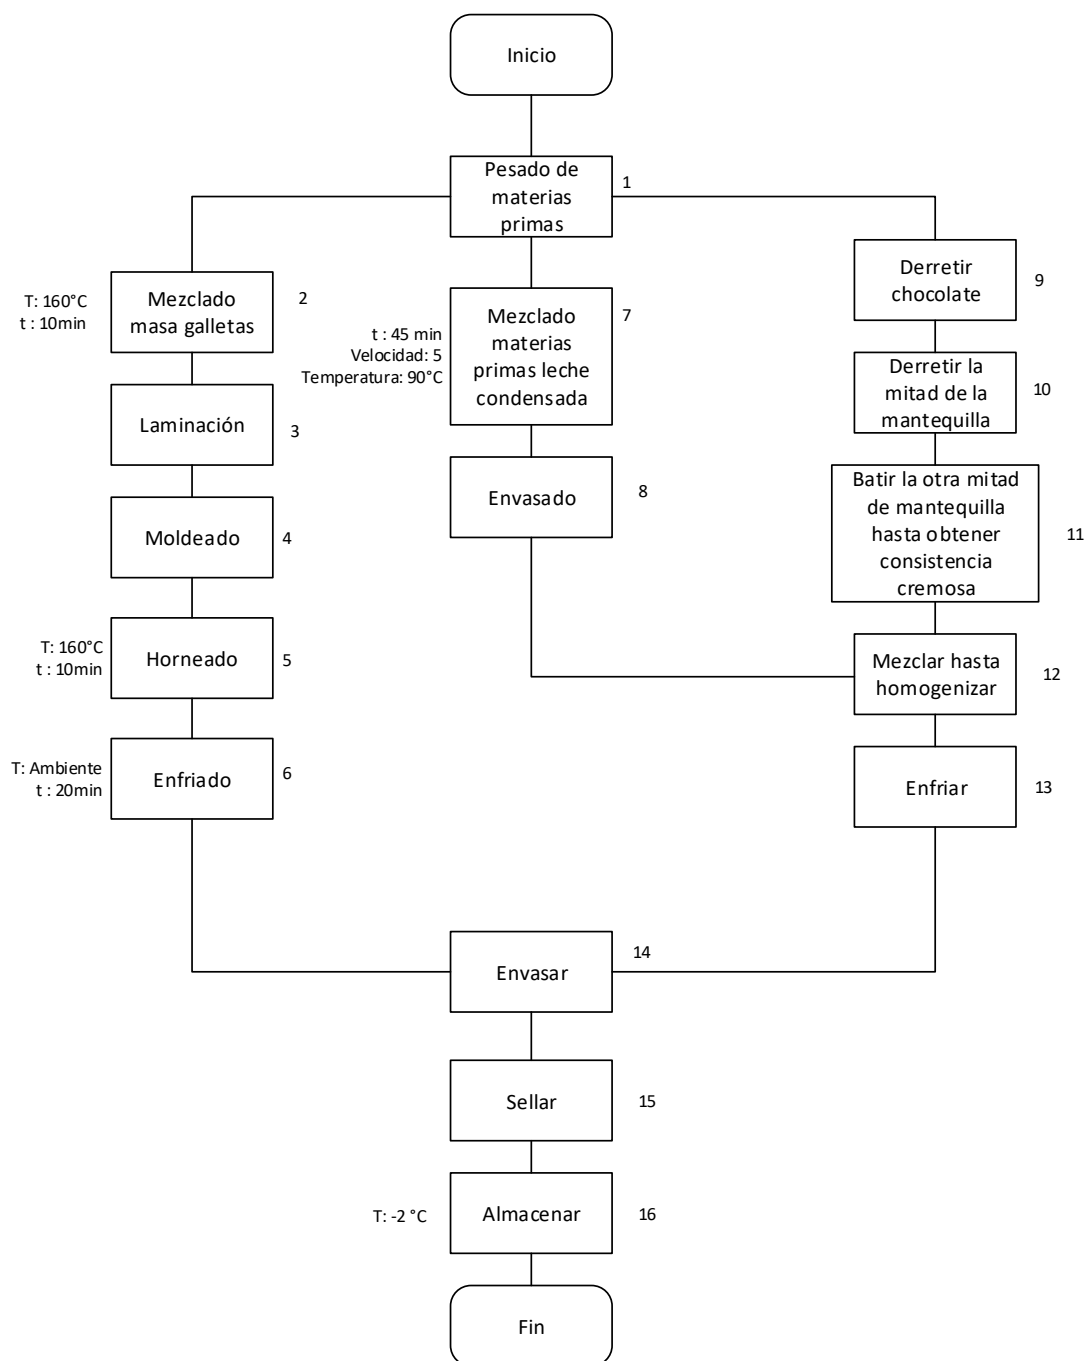 Inicio
Pesado de
materias
primas
1
T: 160°C
t : 10min
Mezclado
masa galletas
2
Laminación
3
Moldeado
4
T: 160°C
t : 10min
Horneado
5
T: Ambiente
t : 20min
Enfriado
6
t : 45 min
Velocidad: 5
Temperatura: 90°C
Mezclado
materias
primas leche
condensada
7
Envasado
8
Derretir
chocolate
9
Derretir la
mitad de la
mantequilla
10
Batir la otra mitad
de mantequilla
hasta obtener
consistencia
cremosa
11
Mezclar hasta
homogenizar
12
Enfriar
13
Envasar
14
Sellar
15
T: -2 °C
Almacenar
16
Fin